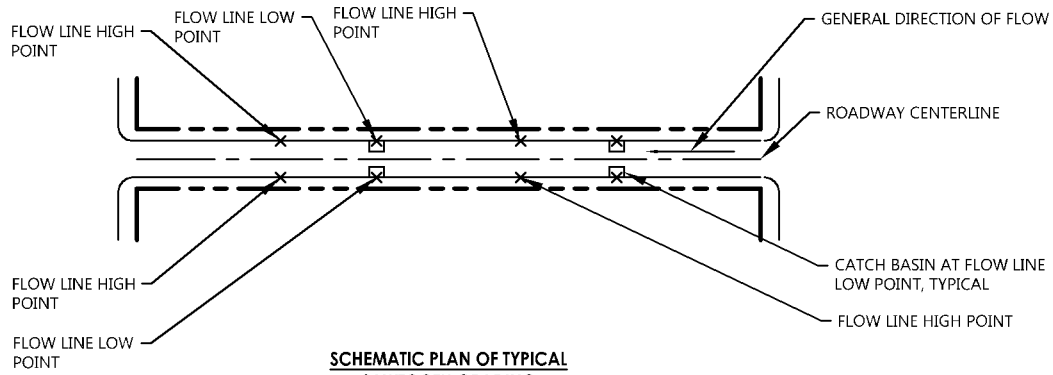 FLOW LINE HIGH
POINT
FLOW LINE LOW
POINT
FLOW LINE HIGH
POINT
GENERAL DIRECTION OF FLOW
ROADWAY CENTERLINE
FLOW LINE HIGH
POINT
CATCH BASIN AT FLOW LINE
LOW POINT, TYPICAL
FLOW LINE HIGH POINT
FLOW LINE LOW
POINT
SCHEMATIC PLAN OF TYPICAL